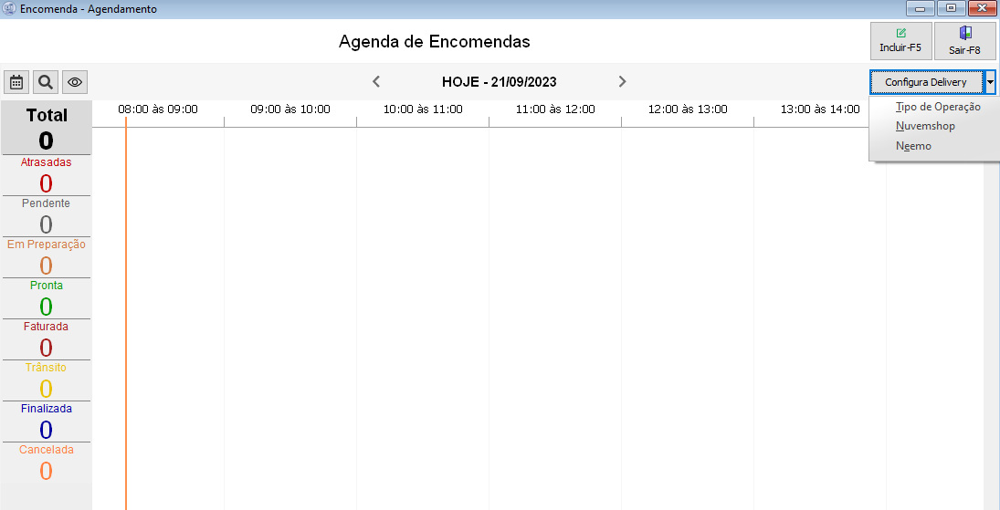 Encomenda - Agendamento
Agenda de Encomendas
Incluir-F5
Sair-F8
HOJE - 21/09/2023
Configura Delivery
Tipo de Operação
Nuvemshop
Neemo
08:00 às 09:00
09:00 às 10:00
10:00 às 11:00
11:00 às 12:00
12:00 às 13:00
13:00 às 14:00
Total
0
Atrasadas
0
Pendente
0
Em Preparação
0
Pronta
0
Faturada
0
Trânsito
0
Finalizada
0
Cancelada
0